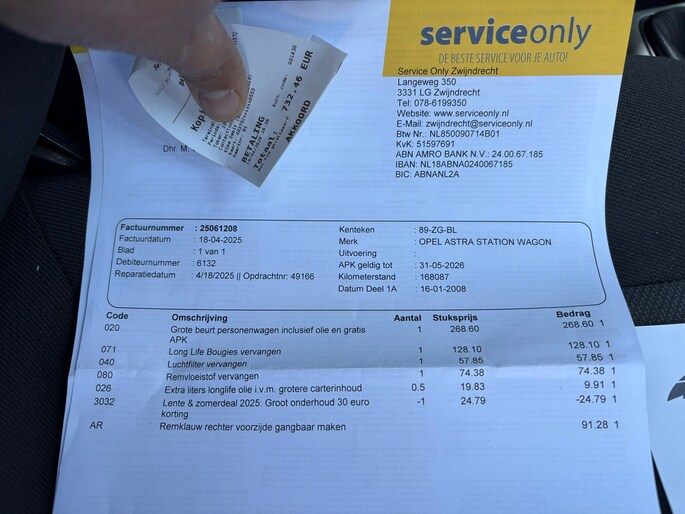 serviceonly
DE BESTE SERVICE VOOR JE AUTO!
Service Only Zwijndrecht
Langeweg 350
3331 LG Zwijndrecht
Tel: 078-6199350
Website: www.serviceonly.nl
E-Mail: zwijndrecht@serviceonly.nl
Btw Nr.: NL850090714B01
KvK: 51597691
ABN AMRO BANK N.V.: 24.00.67.185
IBAN: NL18ABNA0240067185
BIC: ABNANL2A
BETALING
Totaal: 732,46 EUR
AKKOORD
Dhr. M.
Factuurnummer : 25061208
Factuurdatum : 18-04-2025
Blad : 1 van 1
Debiteurnummer : 6132
Reparatiedatum : 4/18/2025 || Opdrachtnr: 49166
Kenteken : 89-ZG-BL
Merk : OPEL ASTRA STATION WAGON
Uitvoering :
APK geldig tot : 31-05-2026
Kilometerstand : 168087
Datum Deel 1A : 16-01-2008
Code Omschrijving Aantal Stuksprijs Bedrag
020 Grote beurt personenwagen inclusief olie en gratis 1 268.60 268.60 1
APK
071 Long Life Bougies vervangen 1 128.10 128.10 1
040 Luchtfilter vervangen 1 57.85 57.85 1
080 Remvloeistof vervangen 1 74.38 74.38 1
026 Extra liters longlife olie i.v.m. grotere carterinhoud 0.5 19.83 9.91 1
3032 Lente & zomerdeal 2025: Groot onderhoud 30 euro -1 24.79 -24.79 1
korting
AR Remklauw rechter voorzijde gangbaar maken 91.28 1